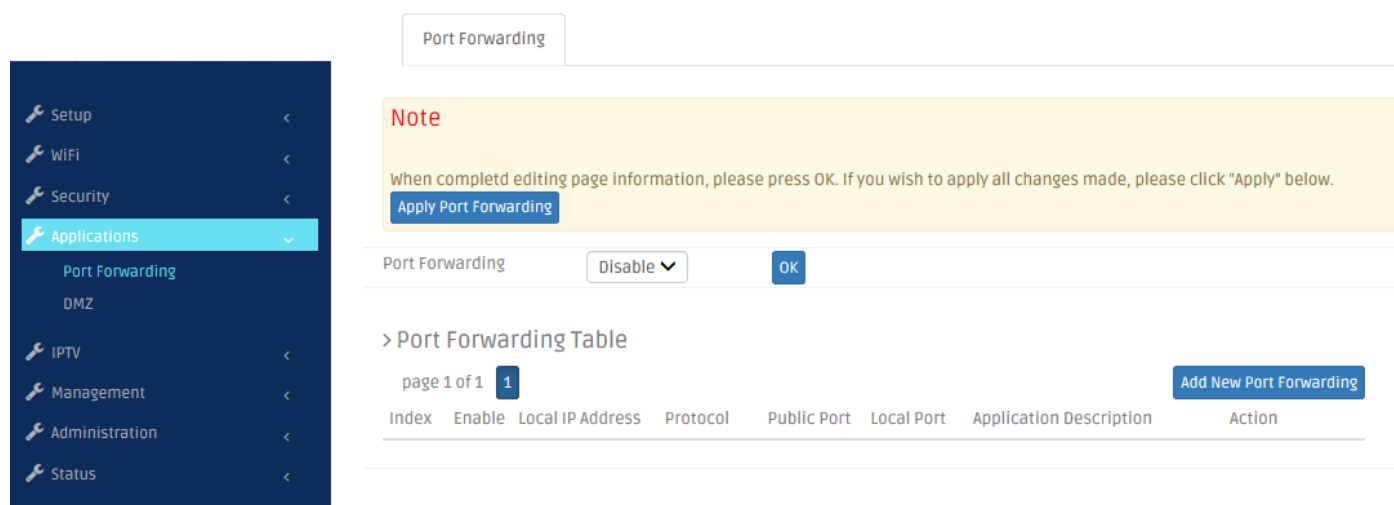 Port Forwarding
Setup
WiFi
Security
Applications
Port Forwarding
DMZ
IPTV
Management
Administration
Status
Note
When completd editing page information, please press OK. If you wish to apply all changes made, please click "Apply" below.
Apply Port Forwarding
Port Forwarding Disable OK
> Port Forwarding Table
page 1 of 1 1 Add New Port Forwarding
Index Enable Local IP Address Protocol Public Port Local Port Application Description Action